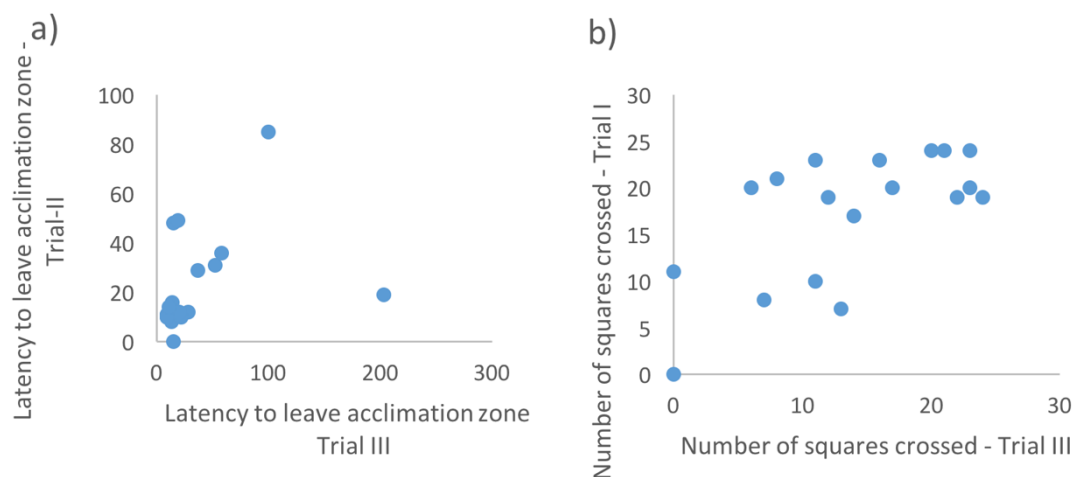 a)
Latency to leave acclimation zone -
Trial-II
100
80
60
40
20
0
0 100 200 300
Latency to leave acclimation zone
Trial III
b)
Number of squares crossed - Trial I
30
25
20
15
10
5
0
0 10 20 30
Number of squares crossed - Trial III